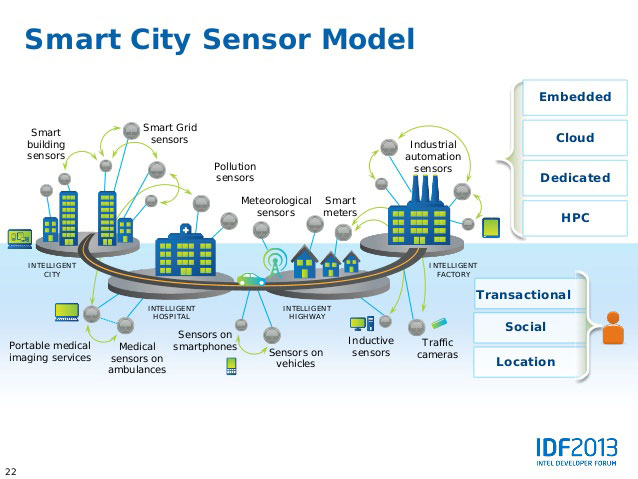 Smart City Sensor Model
Smart
building
sensors
Smart Grid
sensors
Pollution
sensors
Meteorological
sensors
Smart
meters
Industrial
automation
sensors
Embedded
Cloud
Dedicated
HPC
INTELLIGENT
CITY
INTELLIGENT
HOSPITAL
INTELLIGENT
HIGHWAY
INTELLIGENT
FACTORY
Transactional
Social
Location
Portable medical
imaging services
Medical
sensors on
ambulances
Sensors on
smartphones
Sensors on
vehicles
Inductive
sensors
Traffic
cameras
IDF2013
INTEL DEVELOPER FORUM
22